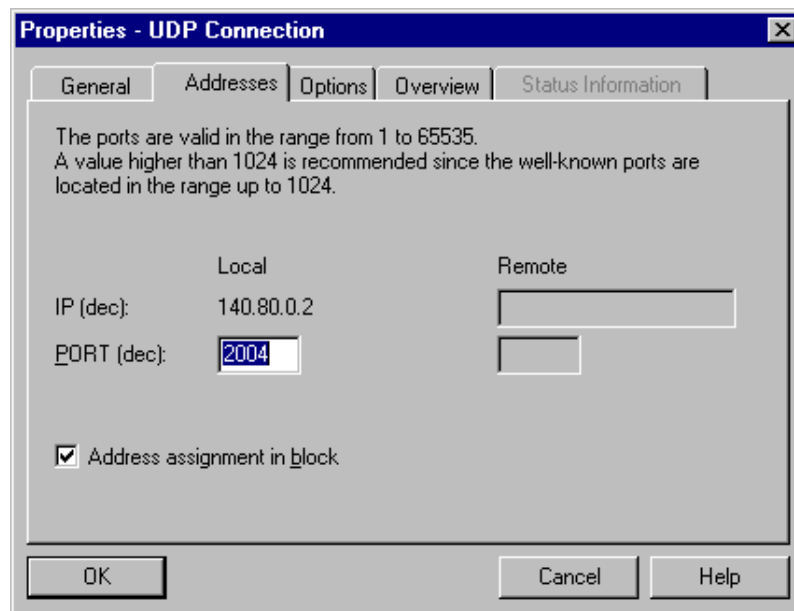 Properties - UDP Connection
General Addresses Options Overview Status Information
The ports are valid in the range from 1 to 65535.
A value higher than 1024 is recommended since the well-known ports are
located in the range up to 1024.
Local Remote
IP (dec): 140.80.0.2
PORT (dec): 2004
Address assignment in block
OK Cancel Help